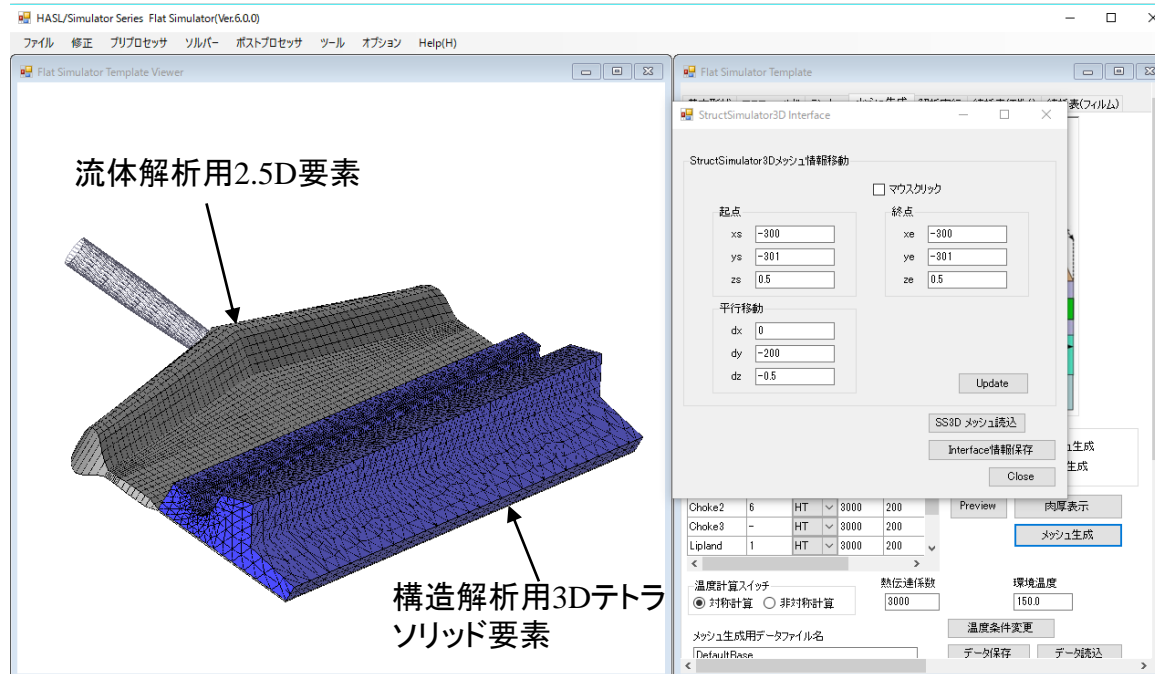 HASL/Simulator Series Flat Simulator(Ver.6.0.0)
ファイル 修正 プリプロセッサ ソルバー ポストプロセッサ ツール オプション Help(H)
Flat Simulator Template Viewer
流体解析用2.5D要素
構造解析用3Dテトラ
ソリッド要素
Flat Simulator Template
表(フィルム)
StructSimulator3D Interface
StructSimulator3Dメッシュ情報移動
マウスクリック
起点
xs -300
ys -301
zs 0.5
終点
xe -300
ye -301
ze 0.5
平行移動
dx 0
dy -200
dz -0.5
Update
SS3D メッシュ読込
Interface情報保存
Close
生成
生成
Choke2 6 HT 3000 200
Choke3 - HT 3000 200
Lipland 1 HT 3000 200
Preview 肉厚表示
メッシュ生成
温度計算スイッチ
対称計算 非対称計算
熱伝達係数
3000
環境温度
150.0
温度条件変更
メッシュ生成用データファイル名
DefaultBase
データ保存 データ読込